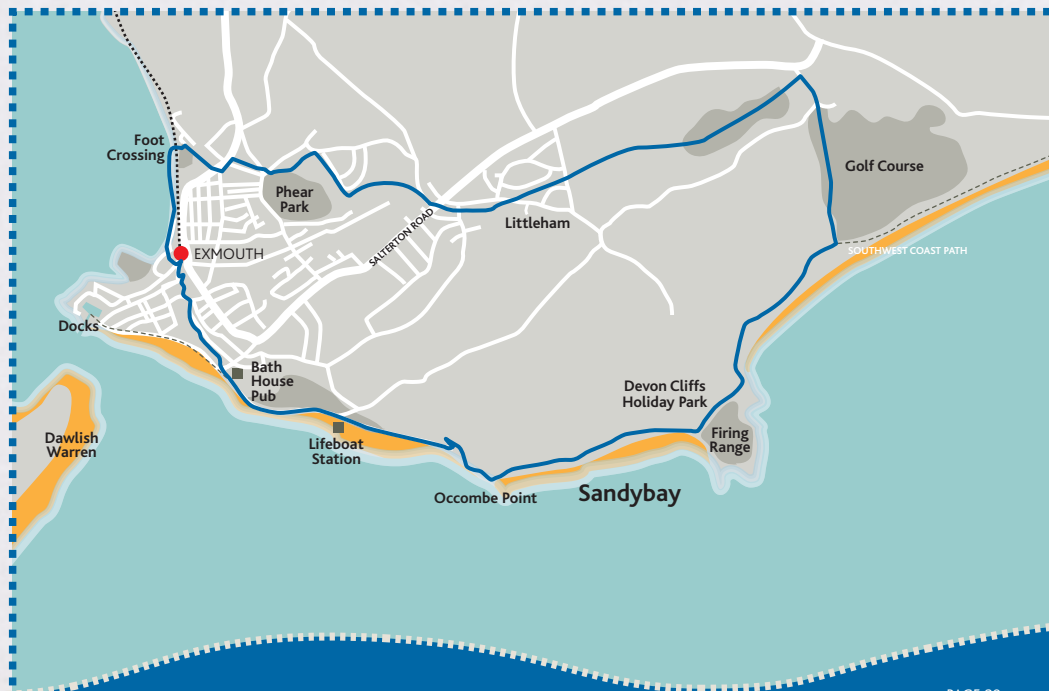 Foot
Crossing
Golf Course
Phear
Park
Littleham
SALTERTON ROAD
EXMOUTH
SOUTHWEST COAST PATH
Docks
Bath
House
Pub
Devon Cliffs
Holiday Park
Dawlish
Warren
Firing
Range
Lifeboat
Station
Occombe Point
Sandybay